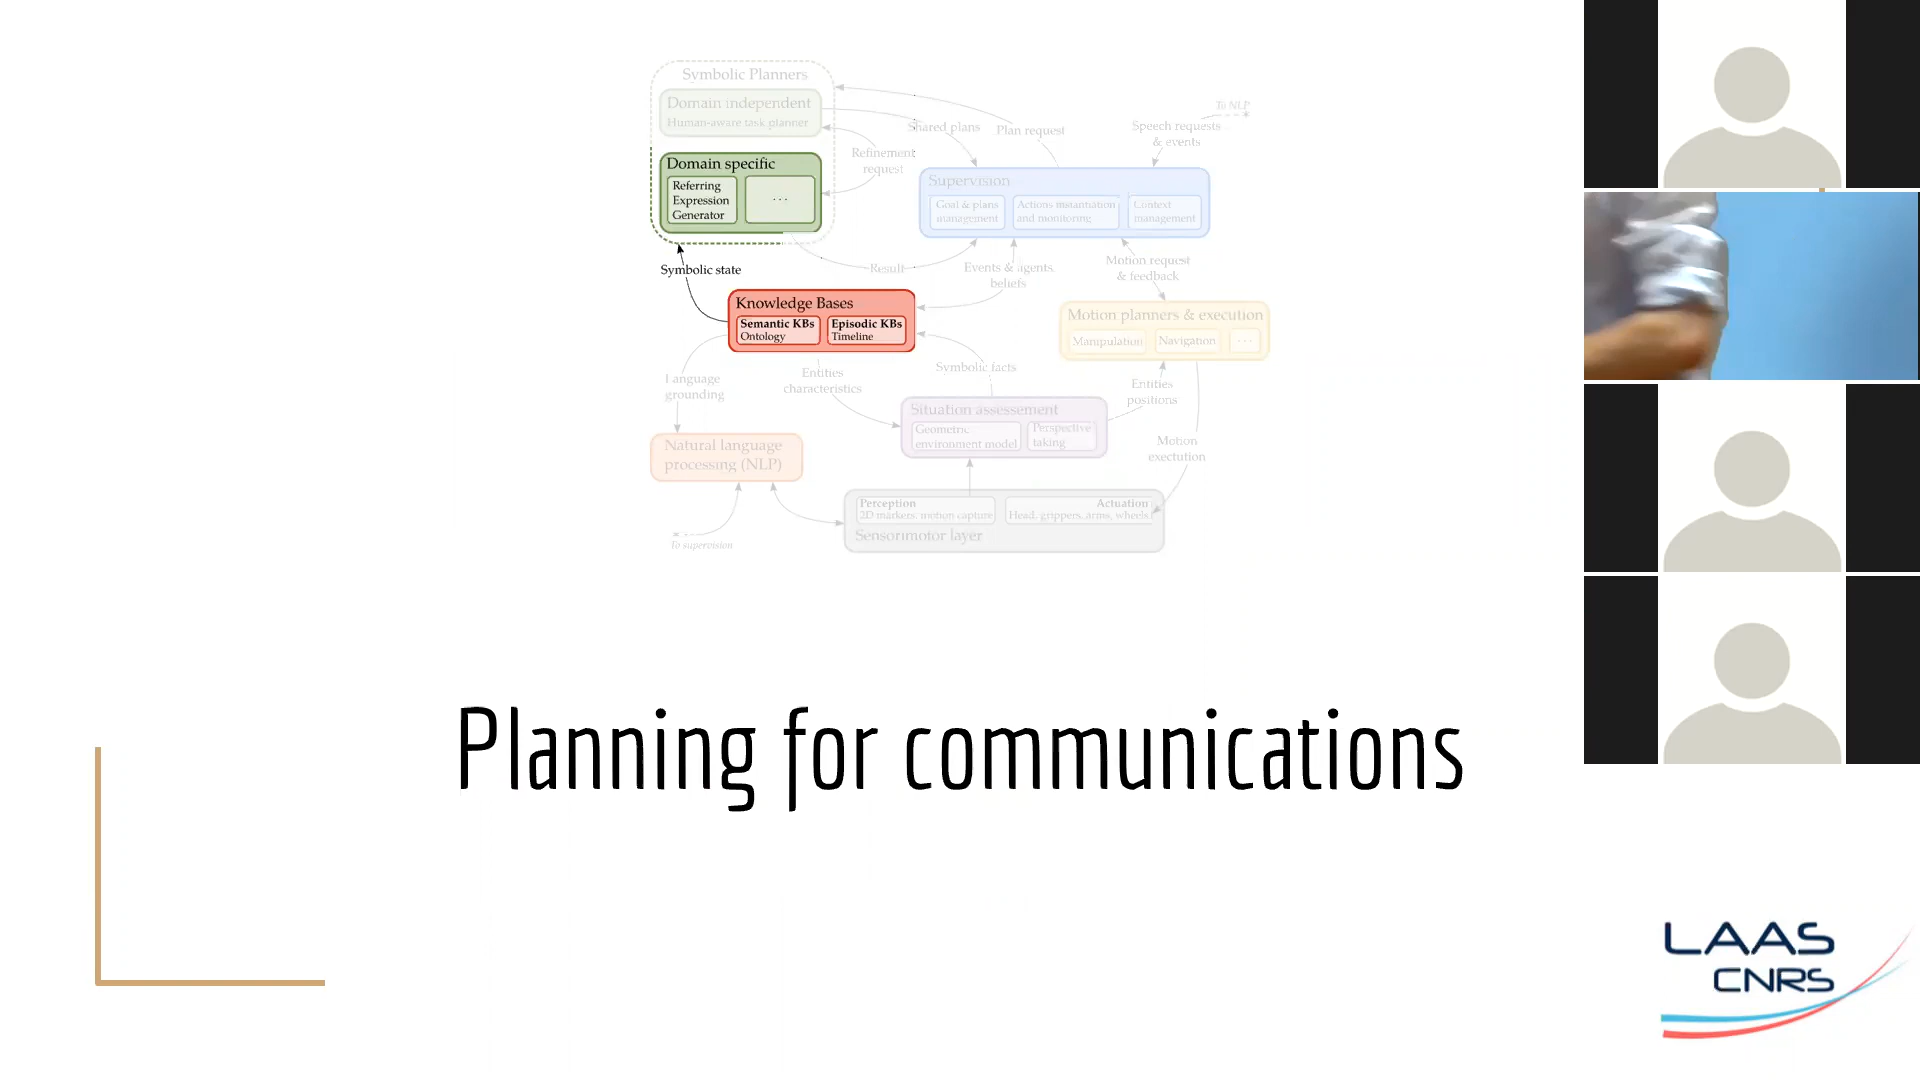 Symbolic Planners
Domain independent
Human-aware task planner
Domain specific
Referring
Expression
Generator
...
Shared plans
Plan request
To NLP
Speech requests
& events
Refinement
request
Supervision
Goal & plans
management
Actions instantiation
and monitoring
Context
management
Symbolic state
Result
Events & agents
beliefs
Motion request
& feedback
Knowledge Bases
Semantic KBs
Ontology
Episodic KBs
Timeline
Motion planners & execution
Manipulation
Navigation
...
Language
grounding
Entities
characteristics
Symbolic facts
Entities
positions
Situation assessement
Geometric
environment model
Perspective
taking
Natural language
processing (NLP)
Motion
exectution
Perception
2D markers, motion capture
Actuation
Head, grippers, arms, wheels
Sensorimotor layer
To supervision
Planning for communications
LAAS
CNRS